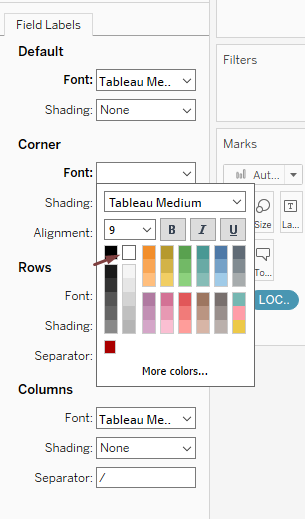 Field Labels
Default
Font: Tableau Me..
Shading: None
Corner
Font:
Shading:
Alignment:
Tableau Medium
9 B I U
Rows
Font:
Shading:
Separator:
More colors...
Columns
Font: Tableau Me..
Shading: None
Separator: /
Filters
Marks
Aut...
Size
La...
To...
LOC..